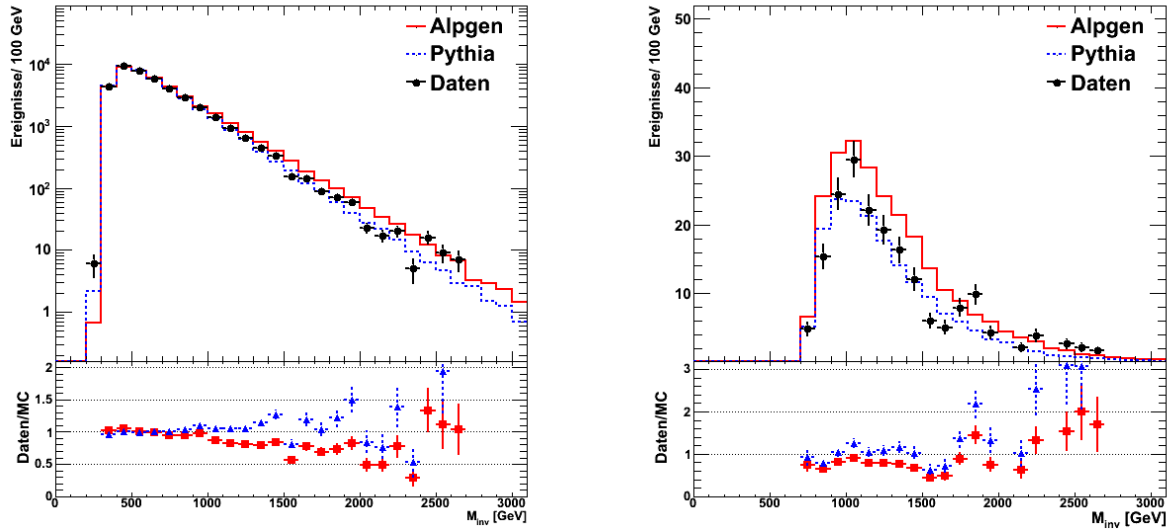 Ereignisse/ 100 GeV
Alpgen
Pythia
Daten
10⁴
10³
10²
10
1
Daten/MC
2
1.5
1
0.5
0
0 500 1000 1500 2000 2500 3000
M_inv [GeV]
Ereignisse/ 100 GeV
Alpgen
Pythia
Daten
50
40
30
20
10
Daten/MC
3
2
1
0
0 500 1000 1500 2000 2500 3000
M_inv [GeV]